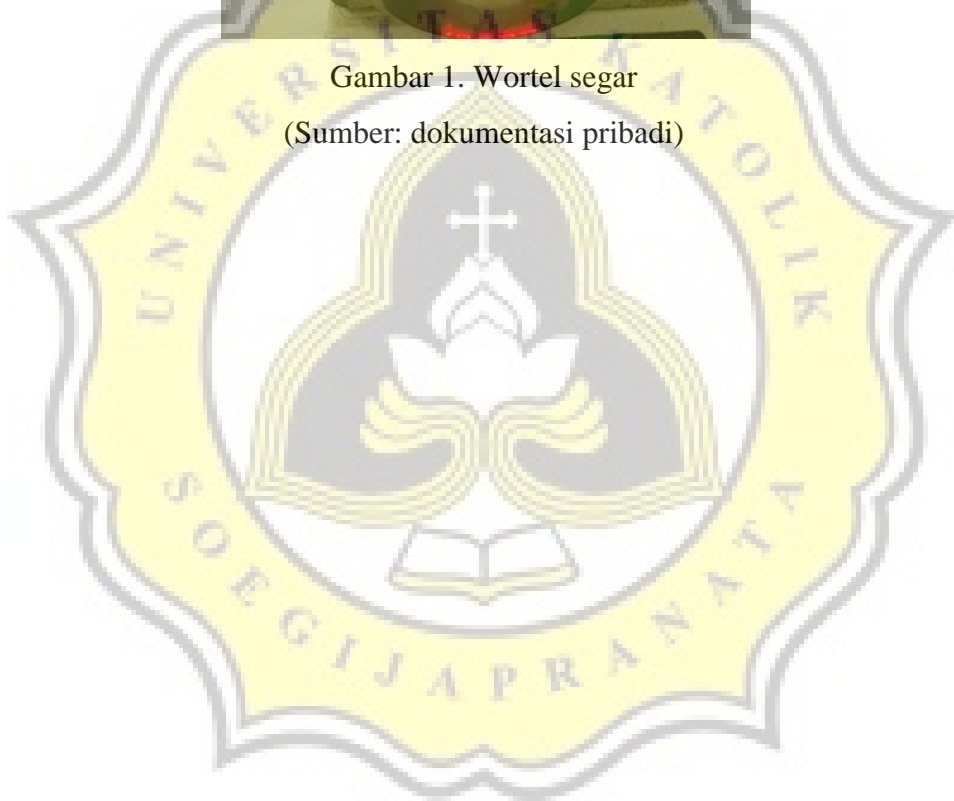 Gambar 1. Wortel segar
(Sumber: dokumentasi pribadi)
UNIVERSITAS KATOLIK
SOEGIJAPRANATA